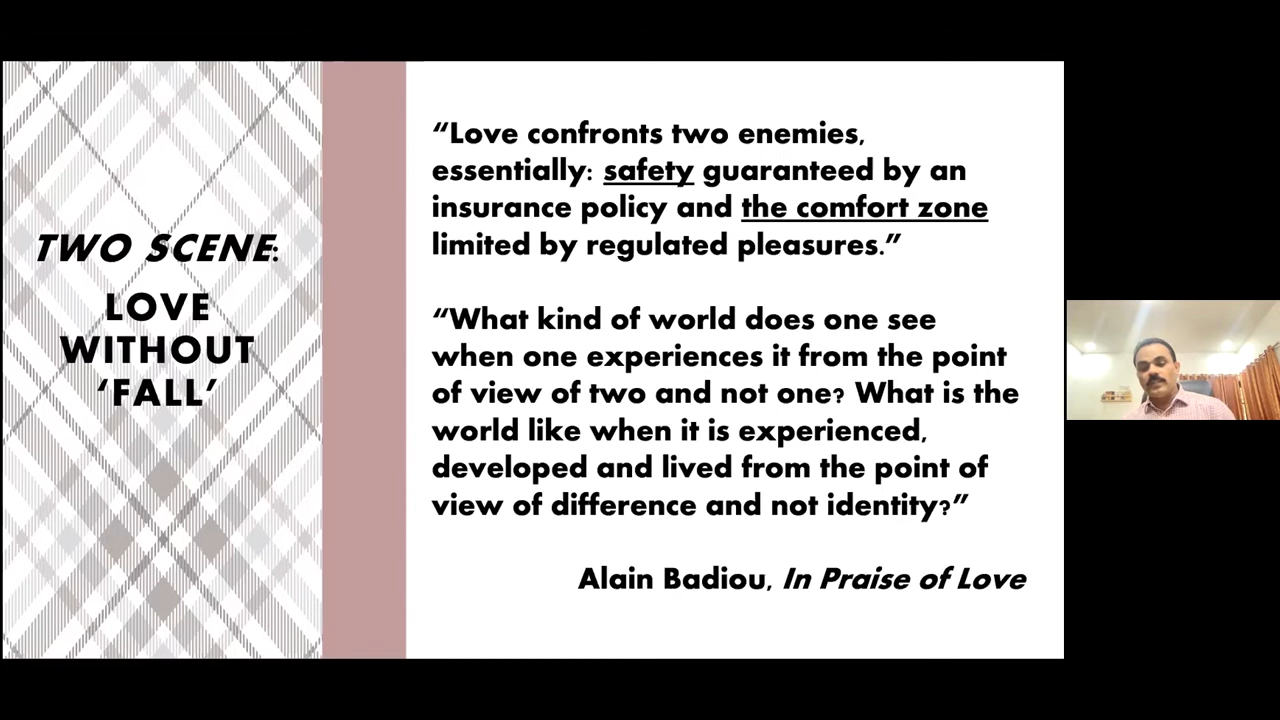 TWO SCENE:
LOVE
WITHOUT
‘FALL’
“Love confronts two enemies,
essentially: safety guaranteed by an
insurance policy and the comfort zone
limited by regulated pleasures.”
“What kind of world does one see
when one experiences it from the point
of view of two and not one? What is the
world like when it is experienced,
developed and lived from the point of
view of difference and not identity?”
Alain Badiou, In Praise of Love